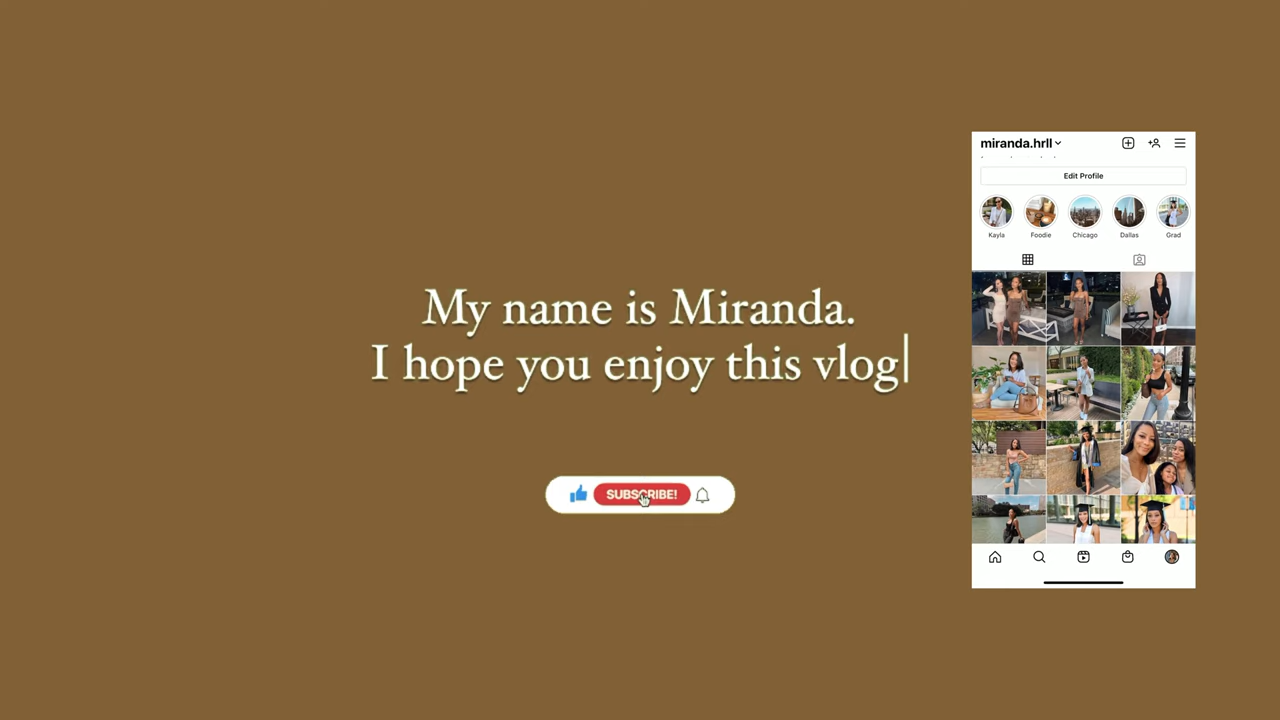 My name is Miranda.
I hope you enjoy this vlog
SUBSCRIBE!
miranda.hrll
Edit Profile
Kayla Foodie Chicago Dallas Grad